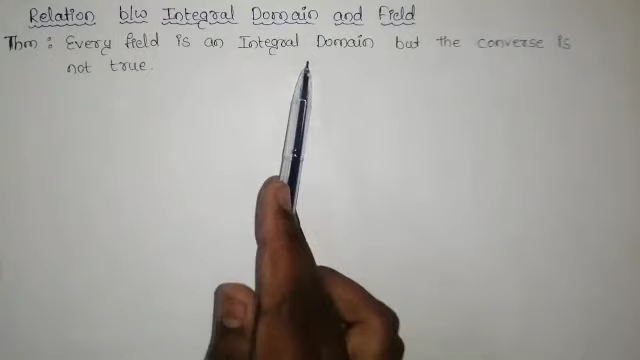 Relation b/w Integral Domain and Field
Thm : Every field is an Integral Domain but the converse is
not true.